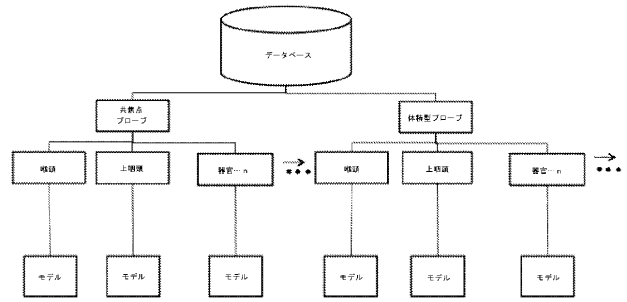 データベース
共焦点
プローブ
体積型プローブ
喉頭
上咽頭
器官…n
喉頭
上咽頭
器官…n
モデル
モデル
モデル
モデル
モデル
モデル